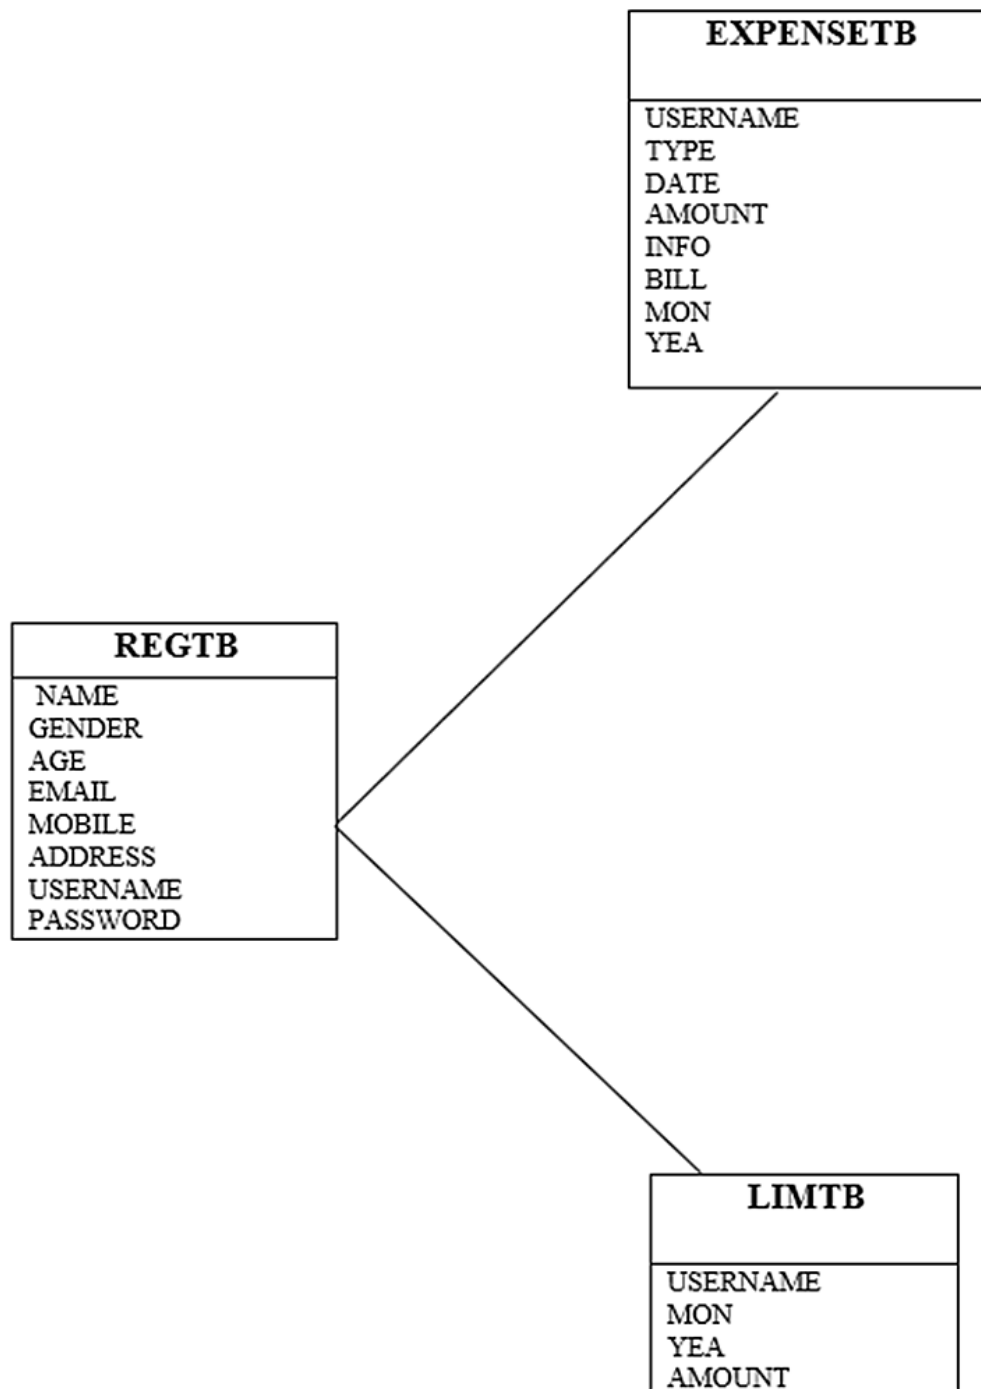 EXPENSETB
USERNAME
TYPE
DATE
AMOUNT
INFO
BILL
MON
YEA
REGTB
NAME
GENDER
AGE
EMAIL
MOBILE
ADDRESS
USERNAME
PASSWORD
LIMTB
USERNAME
MON
YEA
AMOUNT